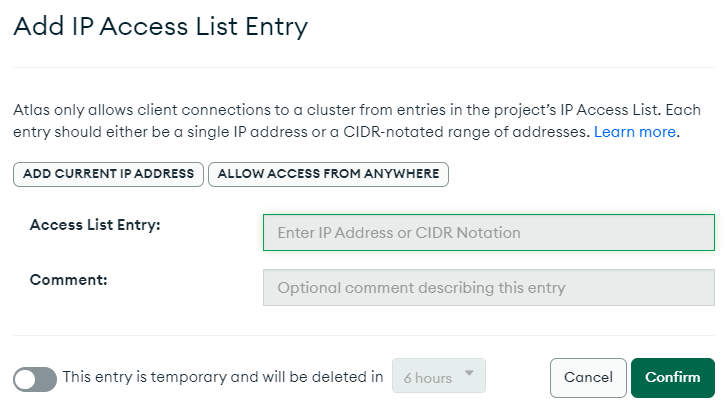 Add IP Access List Entry
Atlas only allows client connections to a cluster from entries in the project's IP Access List. Each
entry should either be a single IP address or a CIDR-notated range of addresses. Learn more.
ADD CURRENT IP ADDRESS ALLOW ACCESS FROM ANYWHERE
Access List Entry: Enter IP Address or CIDR Notation
Comment: Optional comment describing this entry
This entry is temporary and will be deleted in 6 hours Cancel Confirm